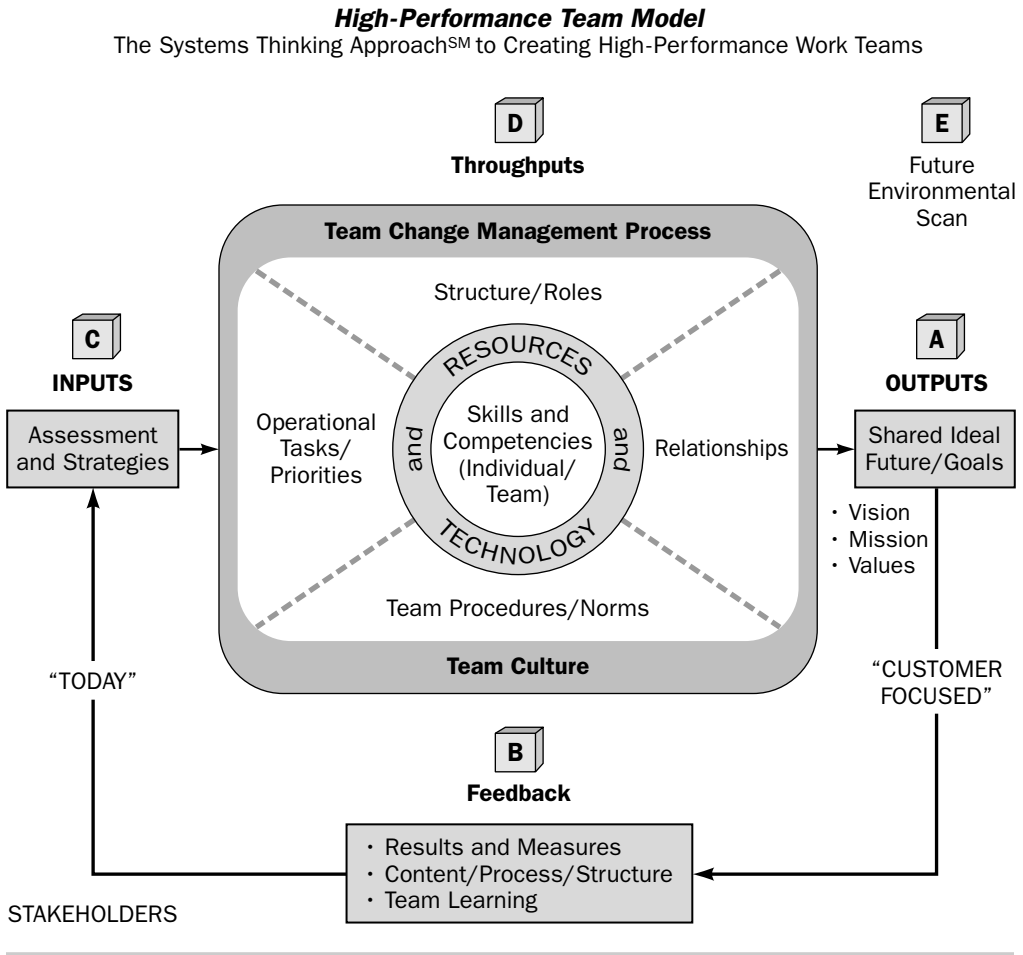 High-Performance Team Model
The Systems Thinking Approach℠ to Creating High-Performance Work Teams
D
Throughputs
E
Future
Environmental
Scan
Team Change Management Process
Structure/Roles
C
INPUTS
Assessment
and Strategies
Operational
Tasks/
Priorities
RESOURCES
and
Skills and
Competencies
(Individual/
Team)
and
TECHNOLOGY
Relationships
A
OUTPUTS
Shared Ideal
Future/Goals
· Vision
· Mission
· Values
Team Procedures/Norms
Team Culture
“TODAY”
“CUSTOMER
FOCUSED”
B
Feedback
· Results and Measures
· Content/Process/Structure
· Team Learning
STAKEHOLDERS